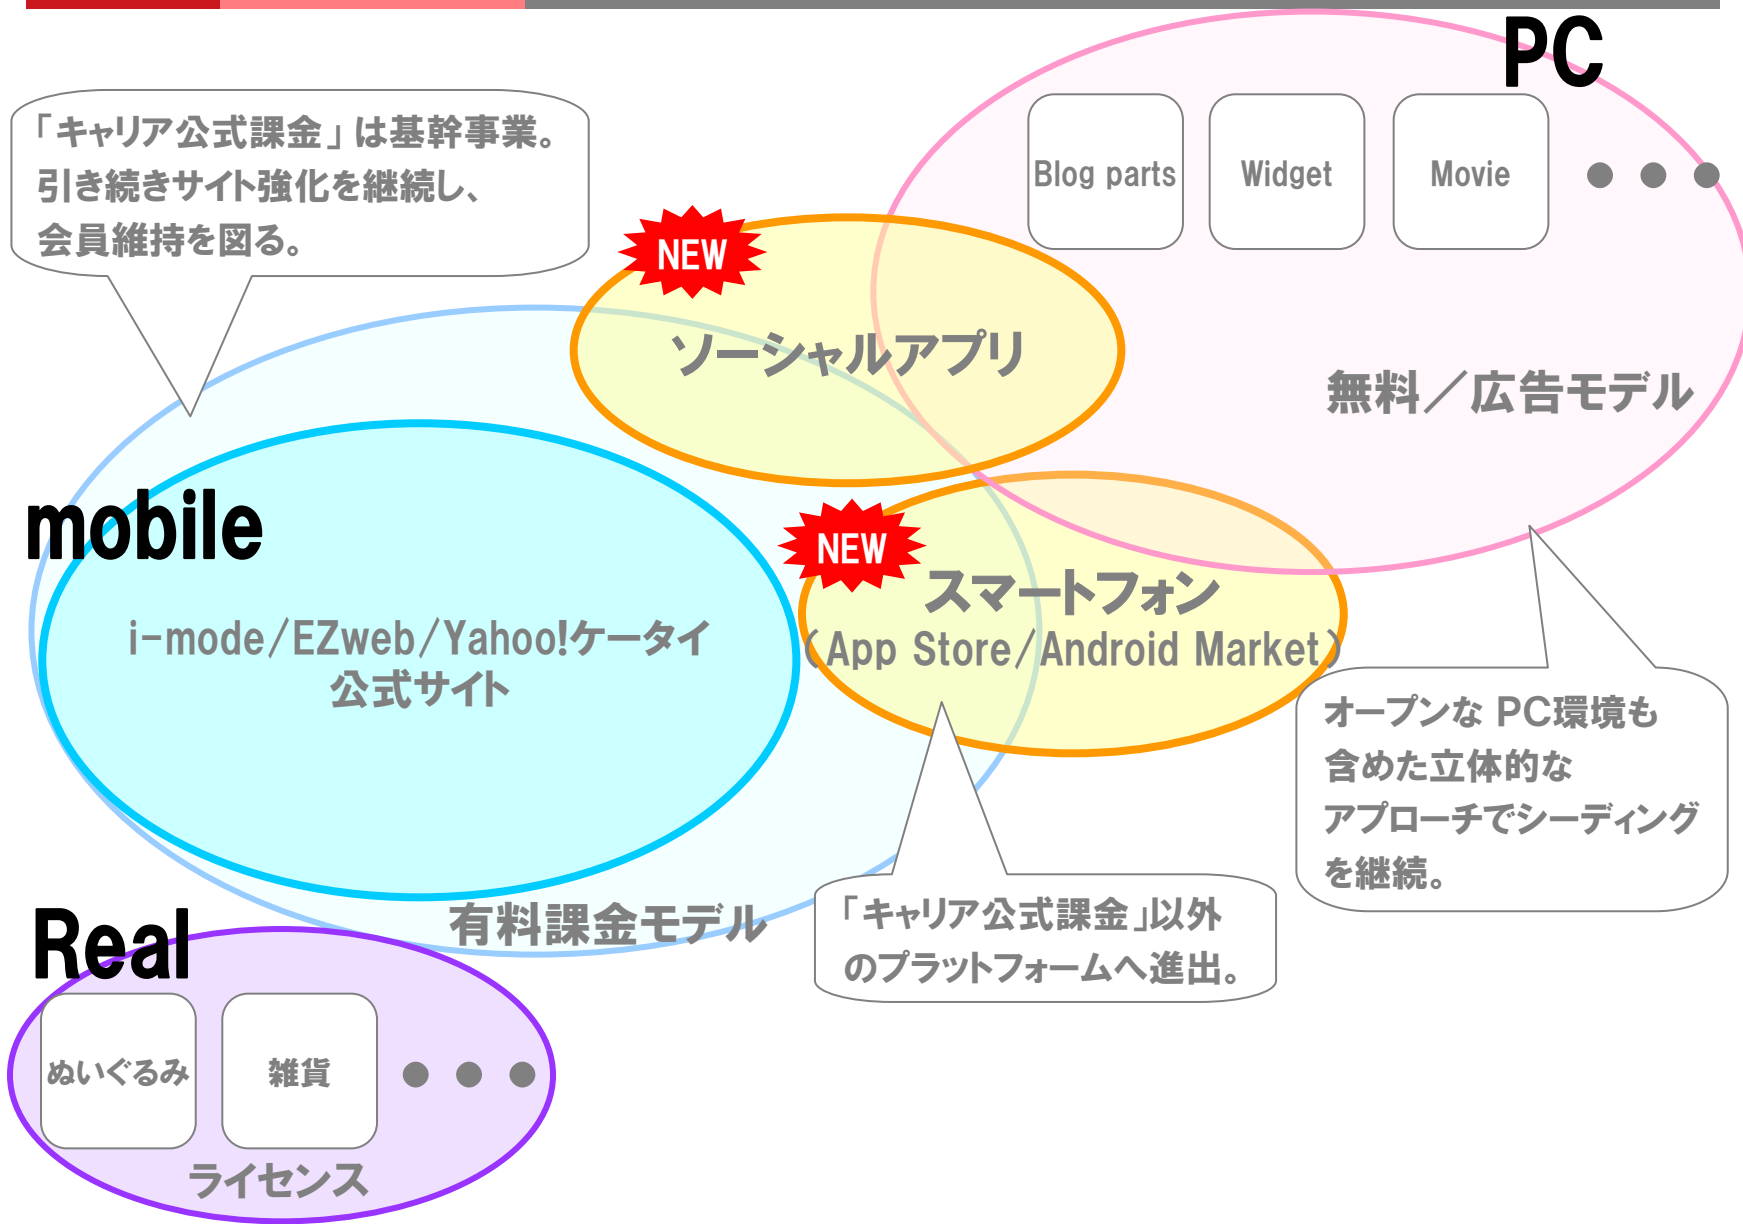 PC
「キャリア公式課金」は基幹事業。
引き続きサイト強化を継続し、
会員維持を図る。
Blog parts
Widget
Movie
● ● ●
NEW
ソーシャルアプリ
無料／広告モデル
mobile
NEW
スマートフォン
（App Store/Android Market）
i-mode/EZweb/Yahoo!ケータイ
公式サイト
オープンな PC環境も
含めた立体的な
アプローチでシーディング
を継続。
有料課金モデル
「キャリア公式課金」以外
のプラットフォームへ進出。
Real
ぬいぐるみ
雑貨
● ● ●
ライセンス